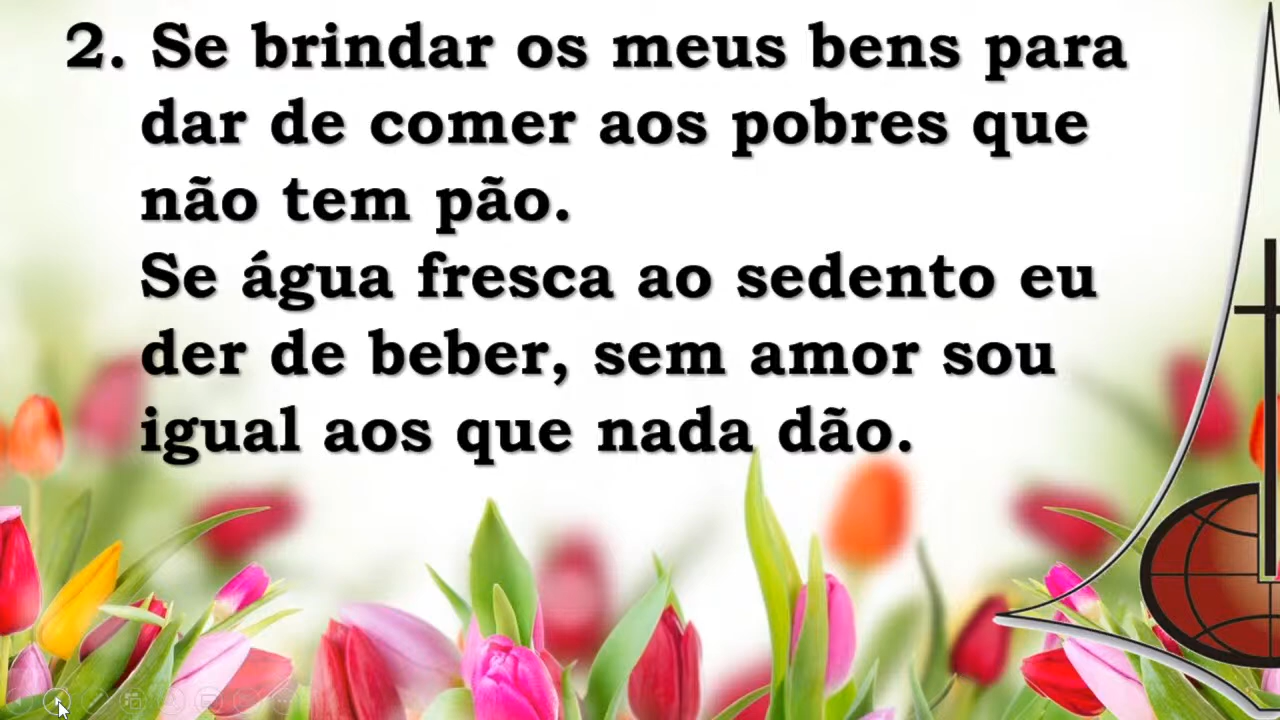 2. Se brindar os meus bens para
dar de comer aos pobres que
não tem pão.
Se água fresca ao sedento eu
der de beber, sem amor sou
igual aos que nada dão.